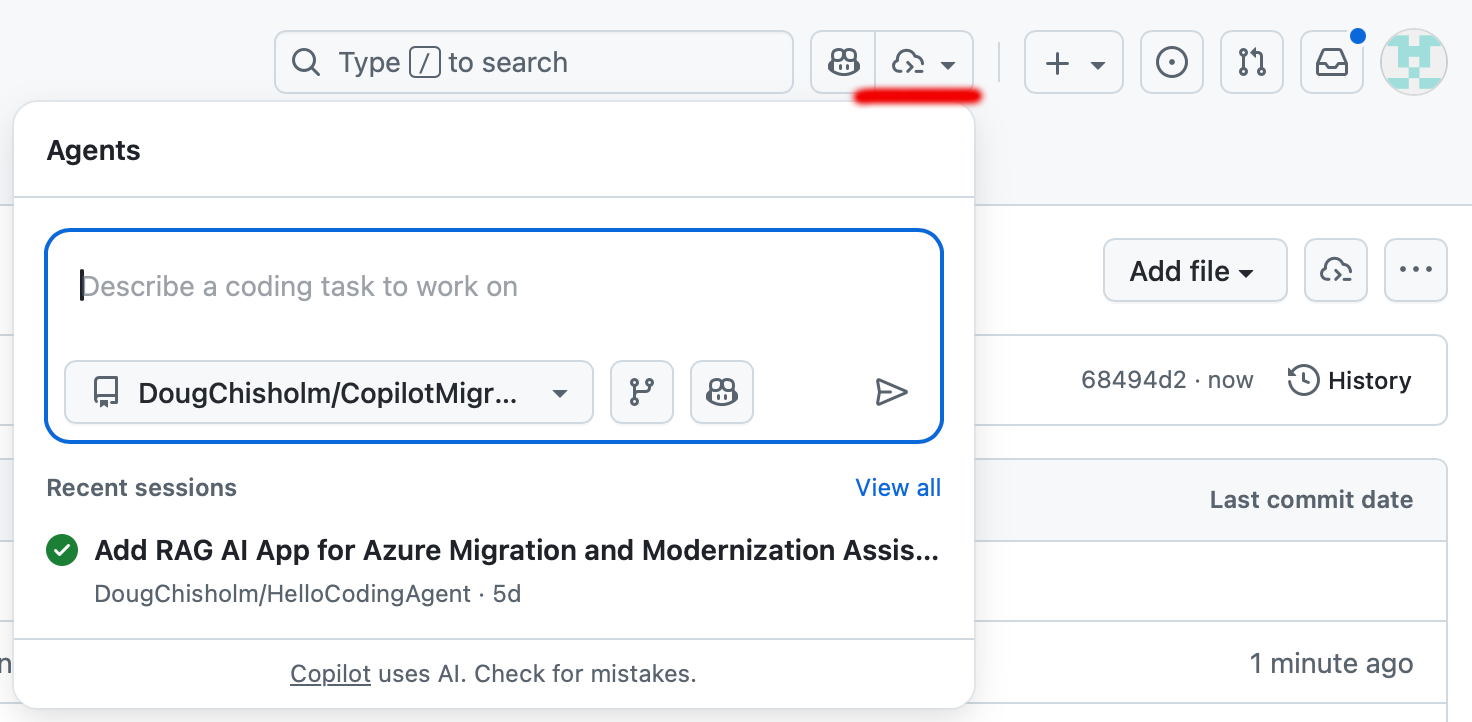 Type / to search
Agents
Describe a coding task to work on
DougChisholm/CopilotMigr...
Recent sessions
View all
Add RAG AI App for Azure Migration and Modernization Assis...
DougChisholm/HelloCodingAgent · 5d
Copilot uses AI. Check for mistakes.
Add file
68494d2 · now
History
Last commit date
n
1 minute ago